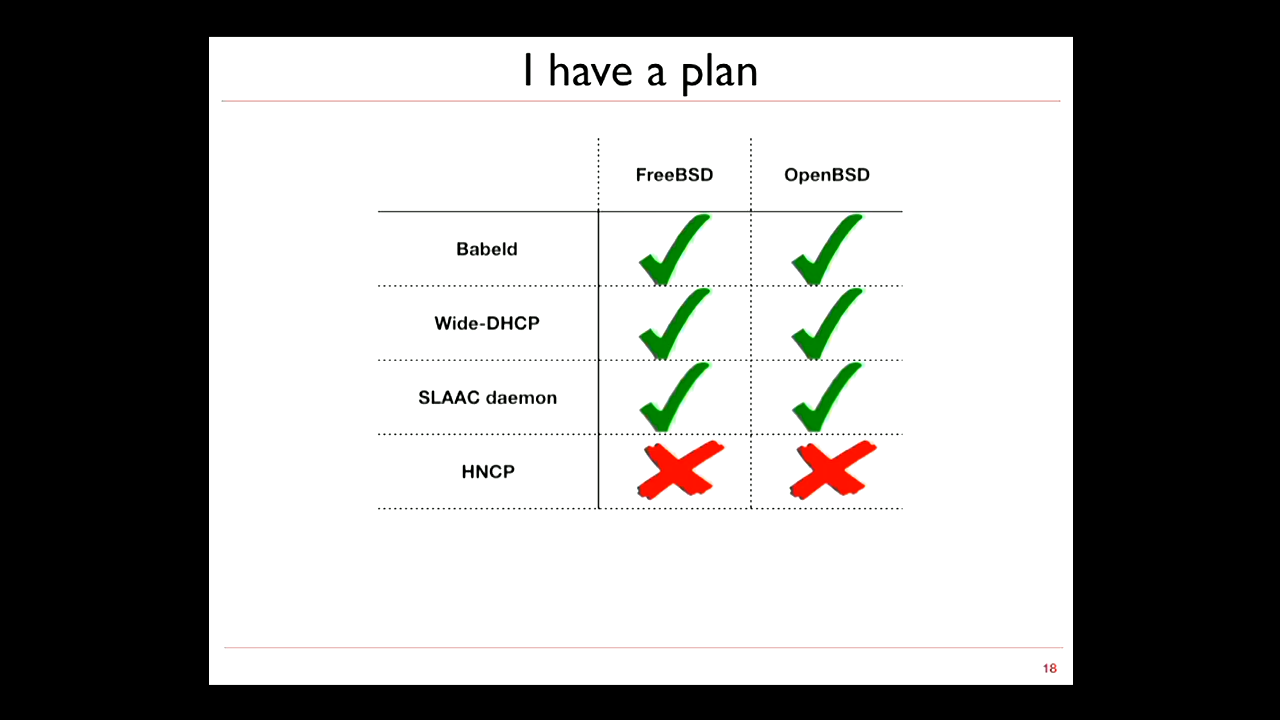 I have a plan
FreeBSD OpenBSD
Babeld
Wide-DHCP
SLAAC daemon
HNCP
18